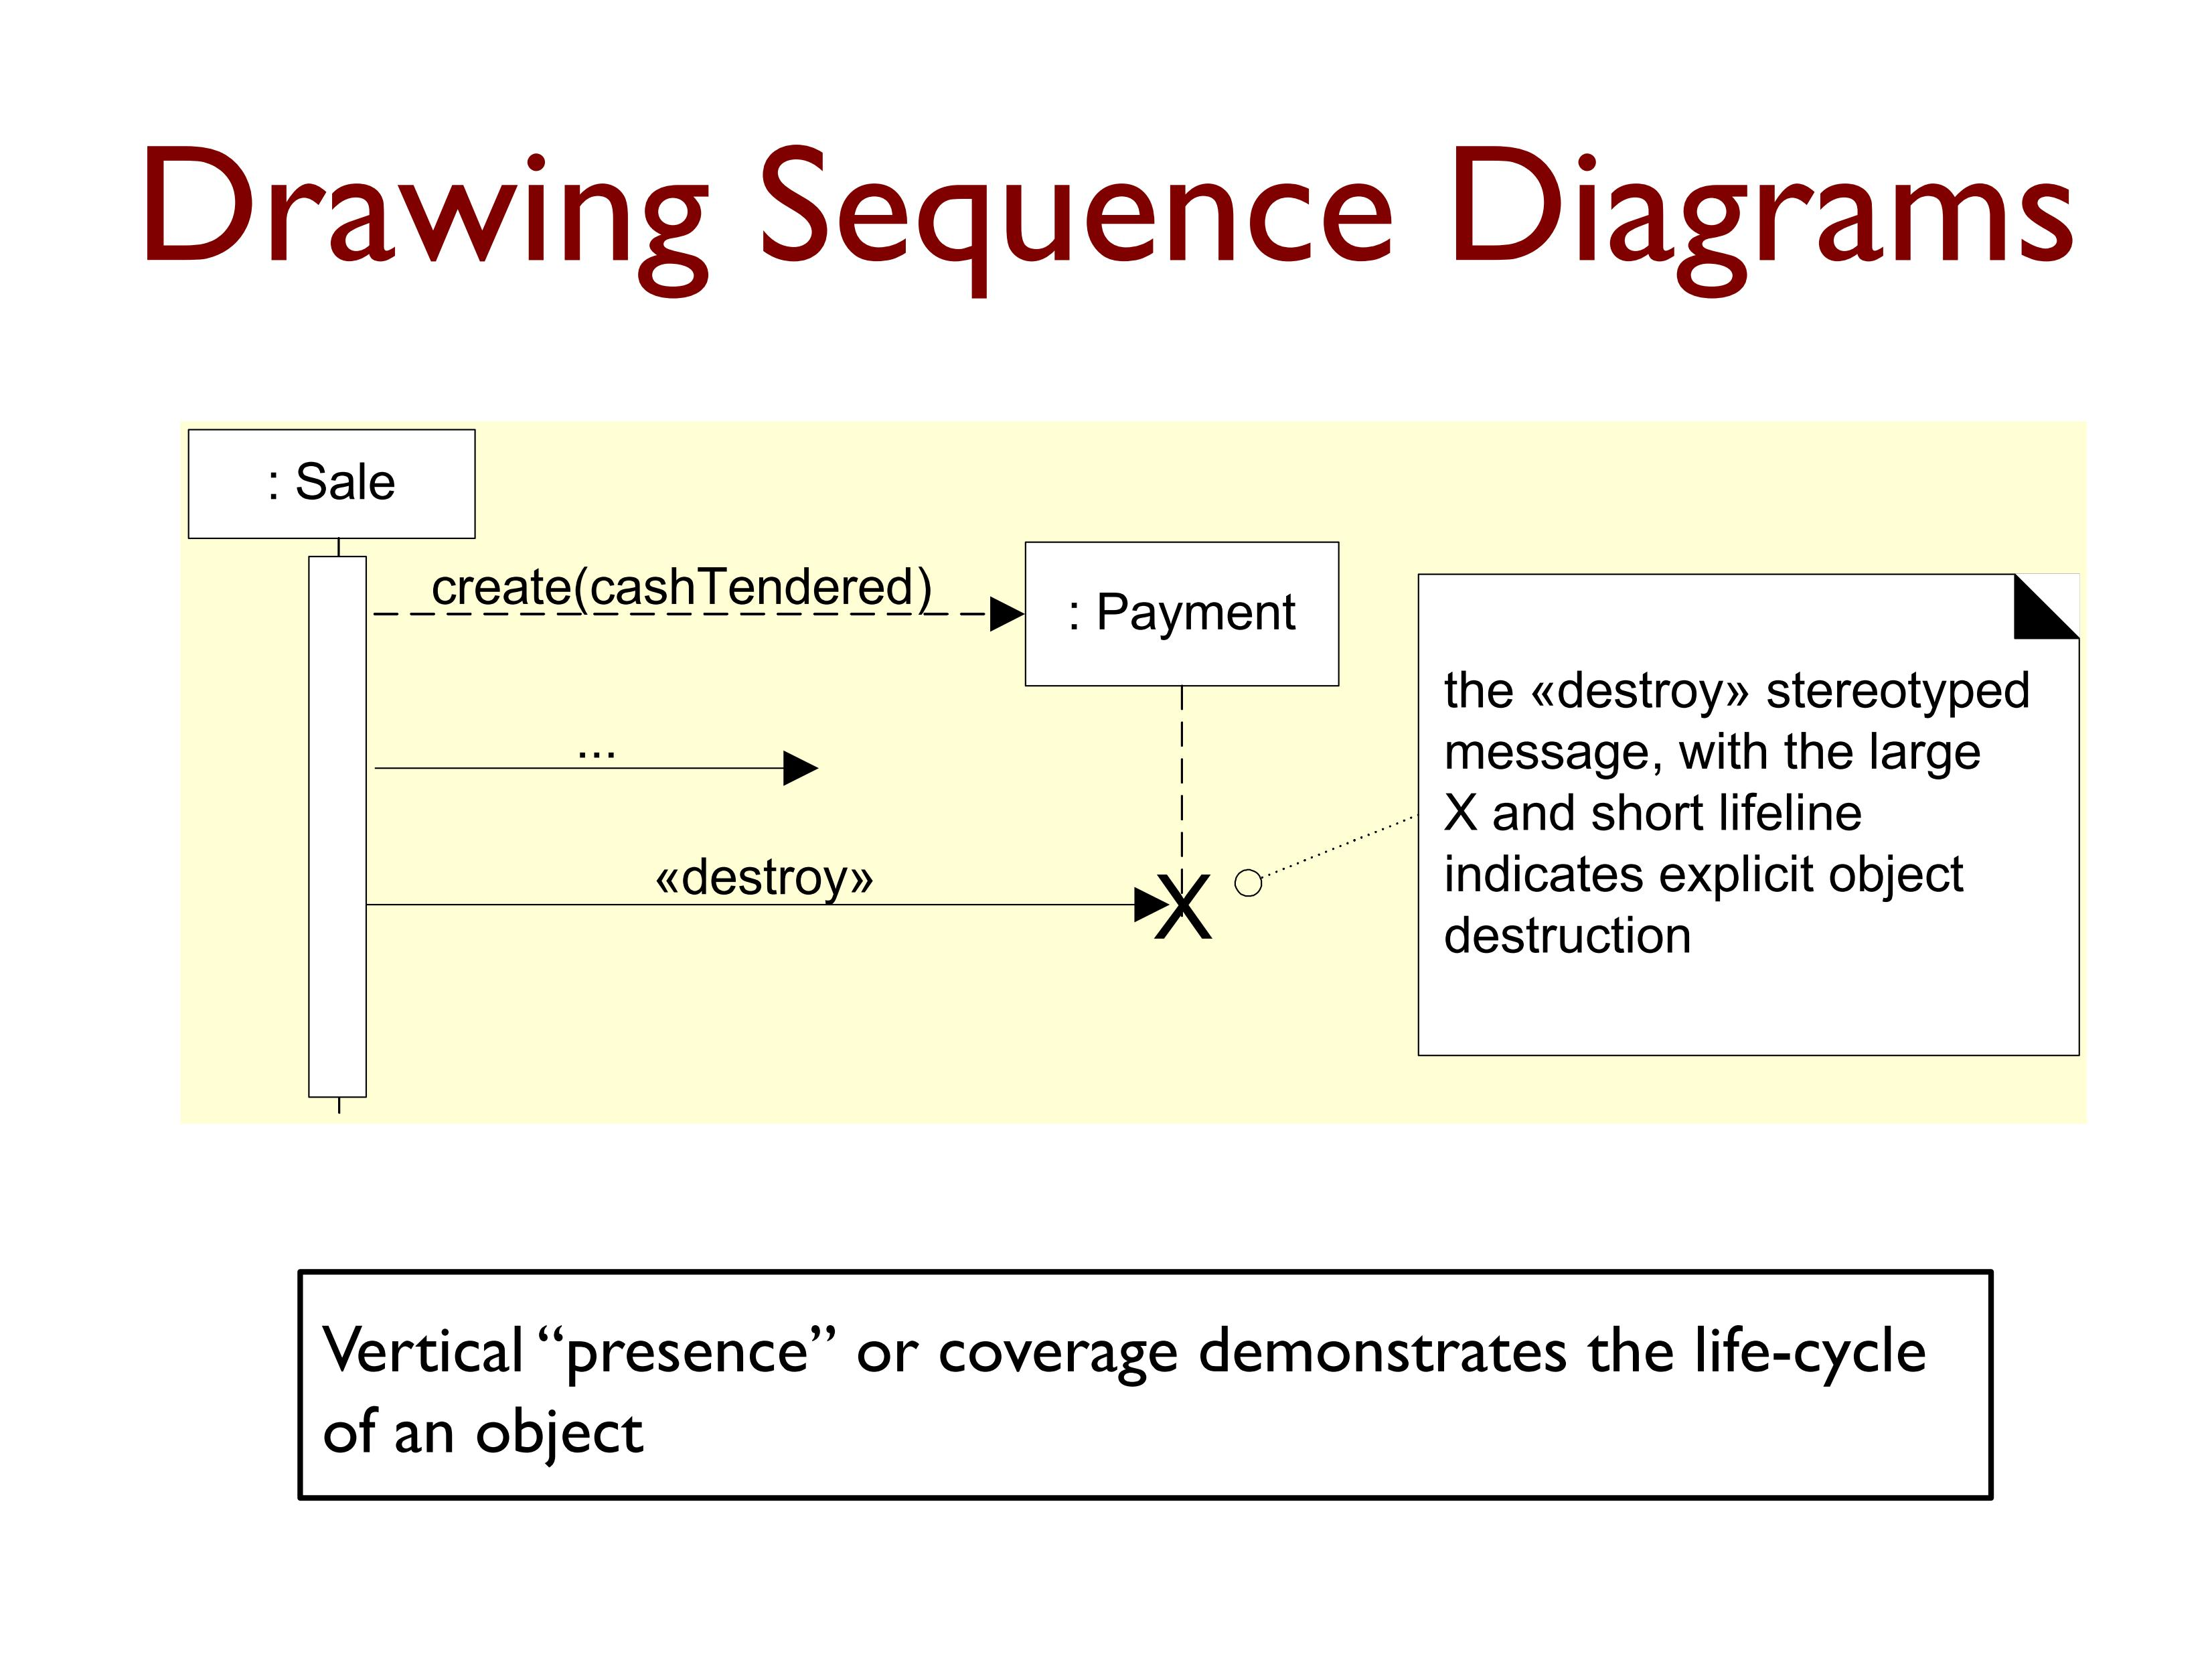 Drawing Sequence Diagrams
: Sale
create(cashTendered)
: Payment
...
«destroy»
X
the «destroy» stereotyped
message, with the large
X and short lifeline
indicates explicit object
destruction
Vertical “presence” or coverage demonstrates the life-cycle
of an object